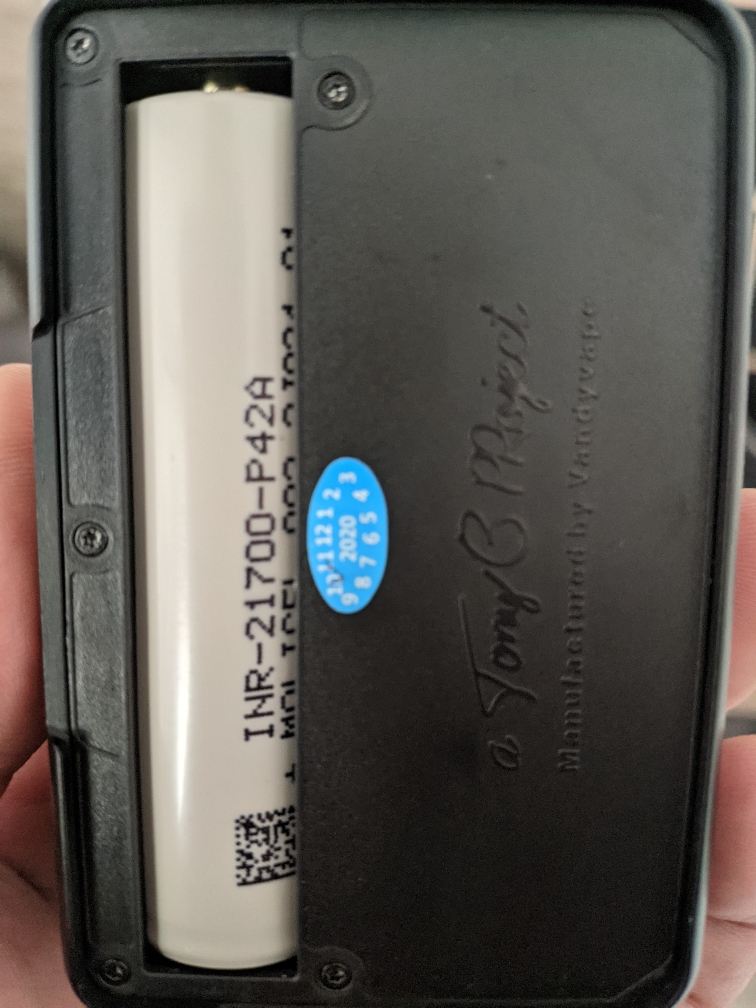 INR-21700-P42A
10 11 12 1 2 3
2020
9 8 7 6 5 4
a Tony B PRoject
Manufactured by Vandyvape